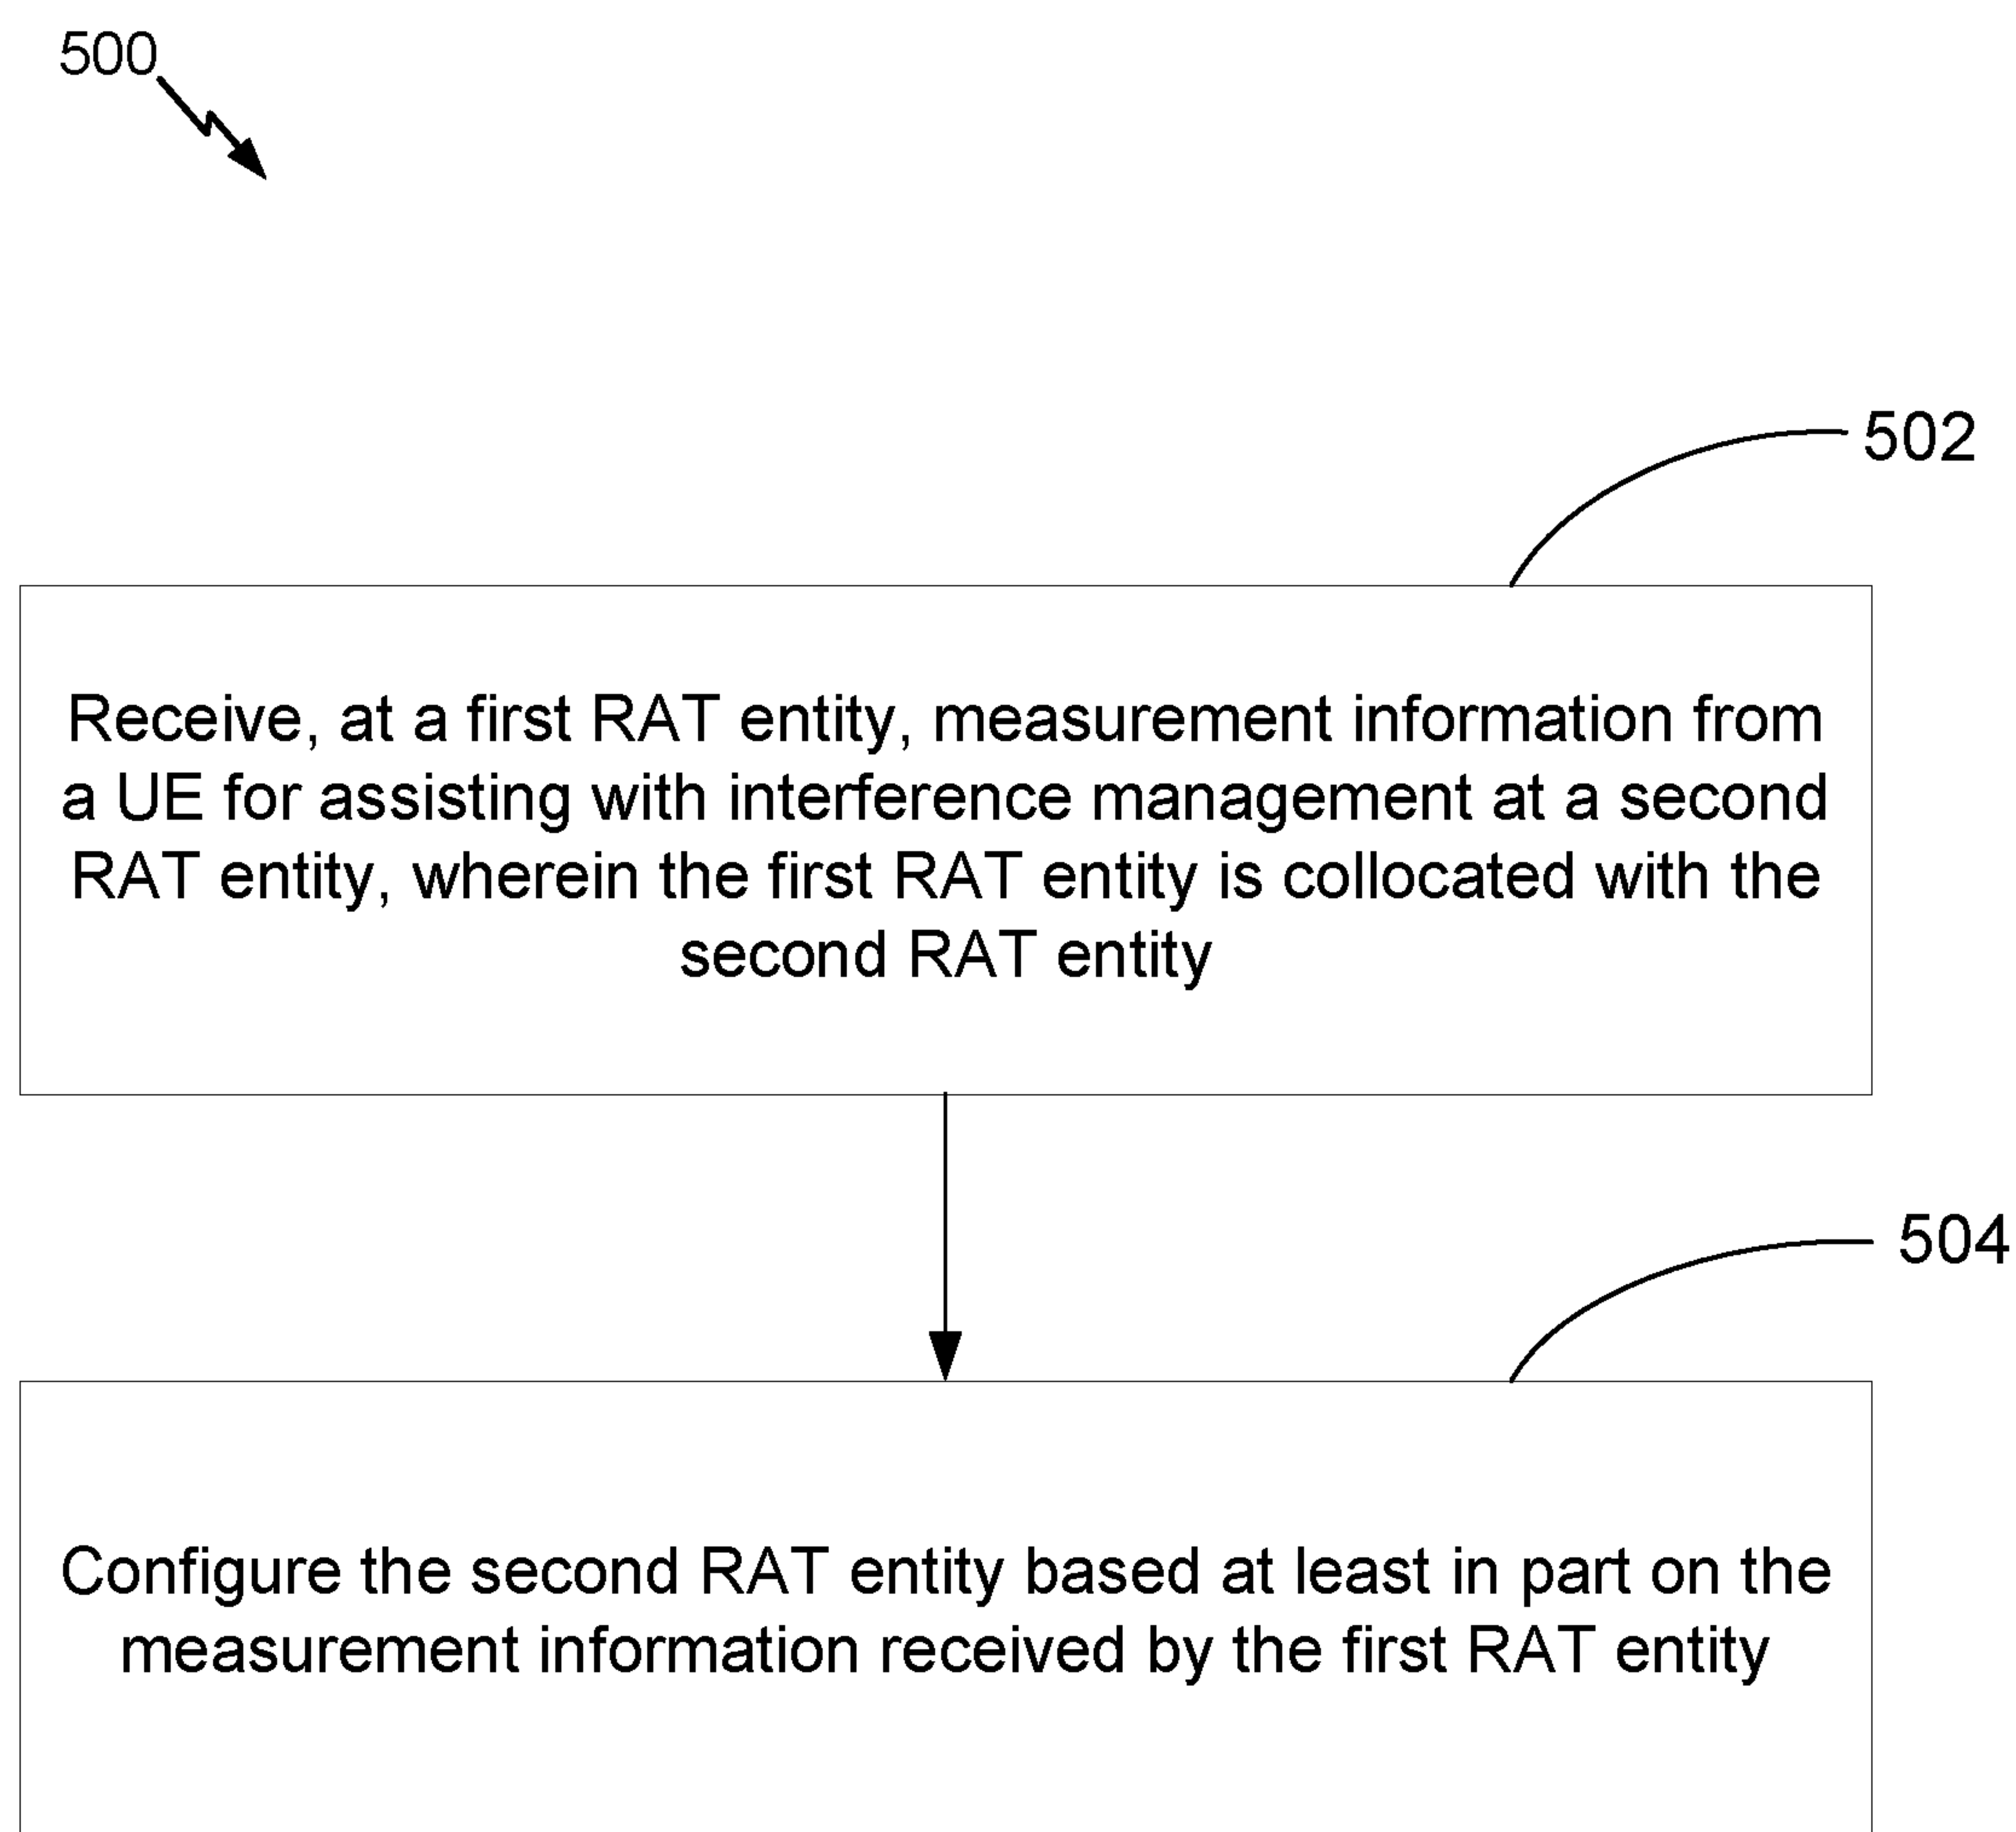 500
502
Receive, at a first RAT entity, measurement information from
a UE for assisting with interference management at a second
RAT entity, wherein the first RAT entity is collocated with the
second RAT entity
504
Configure the second RAT entity based at least in part on the
measurement information received by the first RAT entity